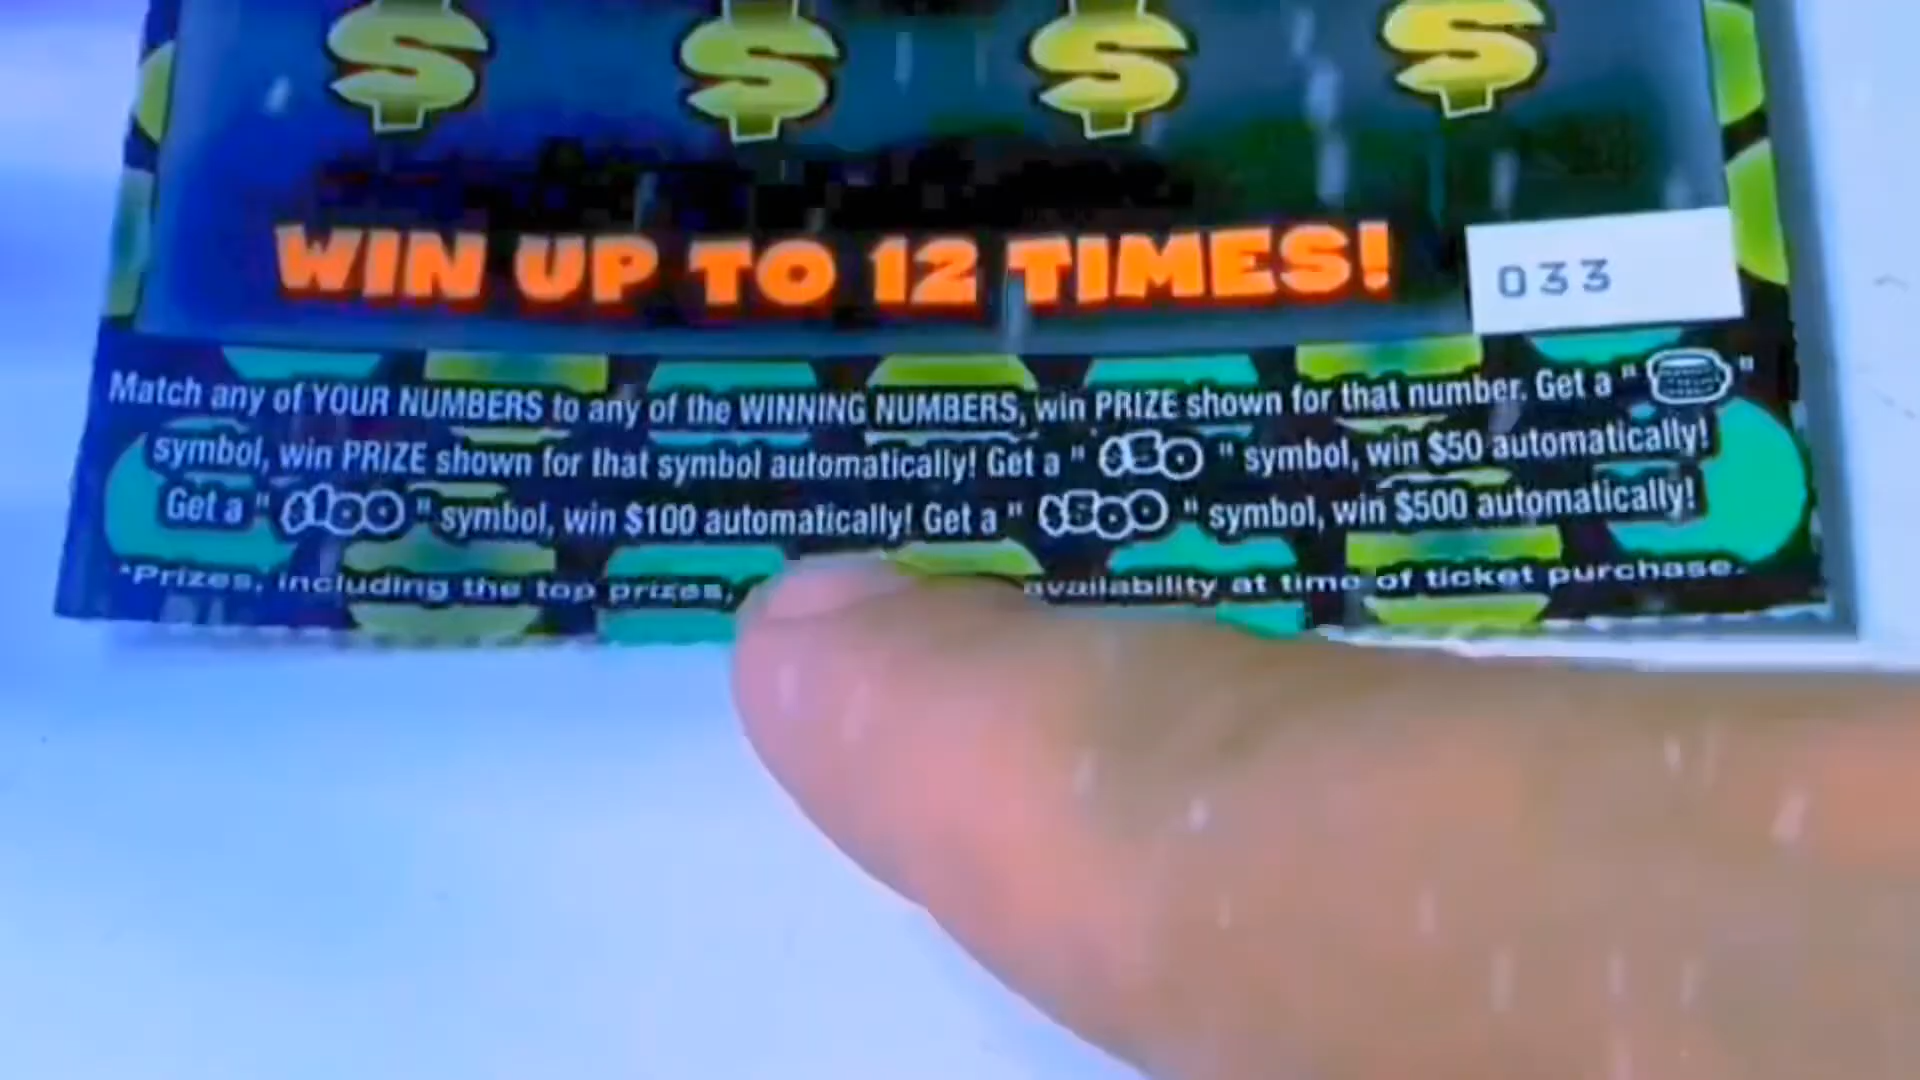 WIN UP TO 12 TIMES!
033
Match any of YOUR NUMBERS to any of the WINNING NUMBERS, win PRIZE shown for that number. Get a " "
symbol, win PRIZE shown for that symbol automatically! Get a " $50 " symbol, win $50 automatically!
Get a " $100 " symbol, win $100 automatically! Get a " $500 " symbol, win $500 automatically!
*Prizes, including the top prizes, availability at time of ticket purchase.